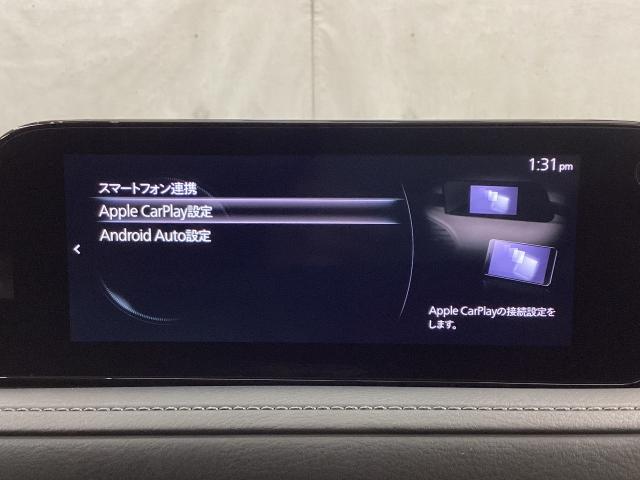 1:31 pm
スマートフォン連携
Apple CarPlay設定
Android Auto設定
Apple CarPlayの接続設定を
します。